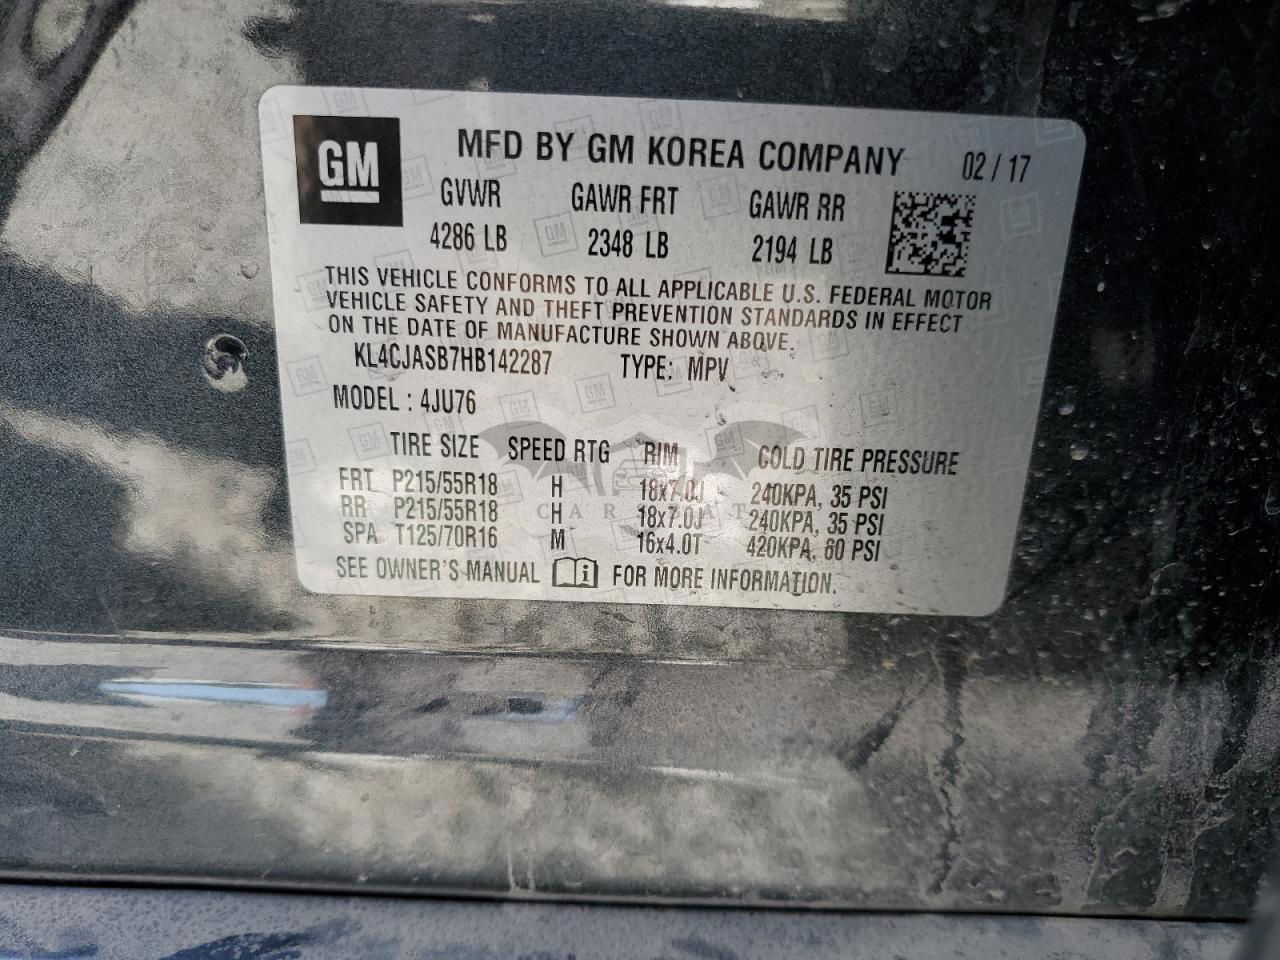 GM
MFD BY GM KOREA COMPANY 02/17
GVWR GAWR FRT GAWR RR
4286 LB 2348 LB 2194 LB
THIS VEHICLE CONFORMS TO ALL APPLICABLE U.S. FEDERAL MOTOR
VEHICLE SAFETY AND THEFT PREVENTION STANDARDS IN EFFECT
ON THE DATE OF MANUFACTURE SHOWN ABOVE.
KL4CJASB7HB142287 TYPE: MPV
MODEL : 4JU76
TIRE SIZE SPEED RTG RIM COLD TIRE PRESSURE
FRT P215/55R18 H 18x7.0J 240KPA, 35 PSI
RR P215/55R18 H 18x7.0J 240KPA, 35 PSI
SPA T125/70R16 M 16x4.0T 420KPA, 60 PSI
SEE OWNER'S MANUAL i FOR MORE INFORMATION.